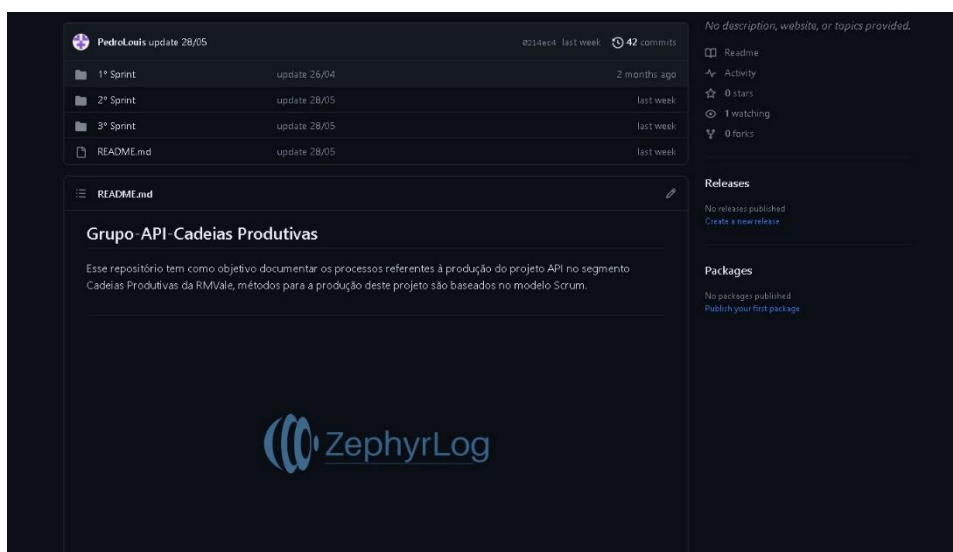 PedroLouis update 28/05 0214ec4 last week 42 commits
1º Sprint update 26/04 2 months ago
2º Sprint update 28/05 last week
3º Sprint update 28/05 last week
README.md update 28/05 last week
README.md
Grupo-API-Cadeias Produtivas
Esse repositório tem como objetivo documentar os processos referentes à produção do projeto API no segmento
Cadeias Produtivas da RMVale, métodos para a produção deste projeto são baseados no modelo Scrum.
ZephyrLog
No description, website, or topics provided.
Readme
Activity
0 stars
1 watching
0 forks
Releases
No releases published
Create a new release
Packages
No packages published
Publish your first package